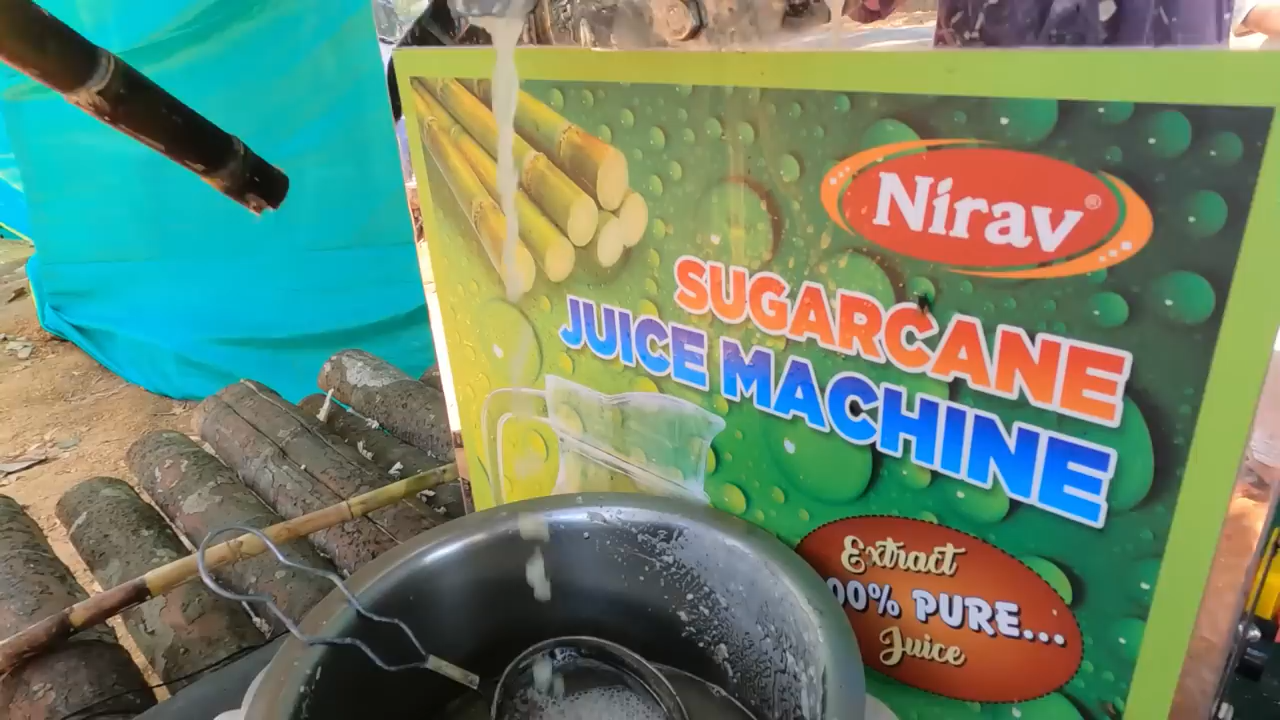 Nirav®
SUGARCANE
JUICE MACHINE
Extract
00% PURE...
Juice